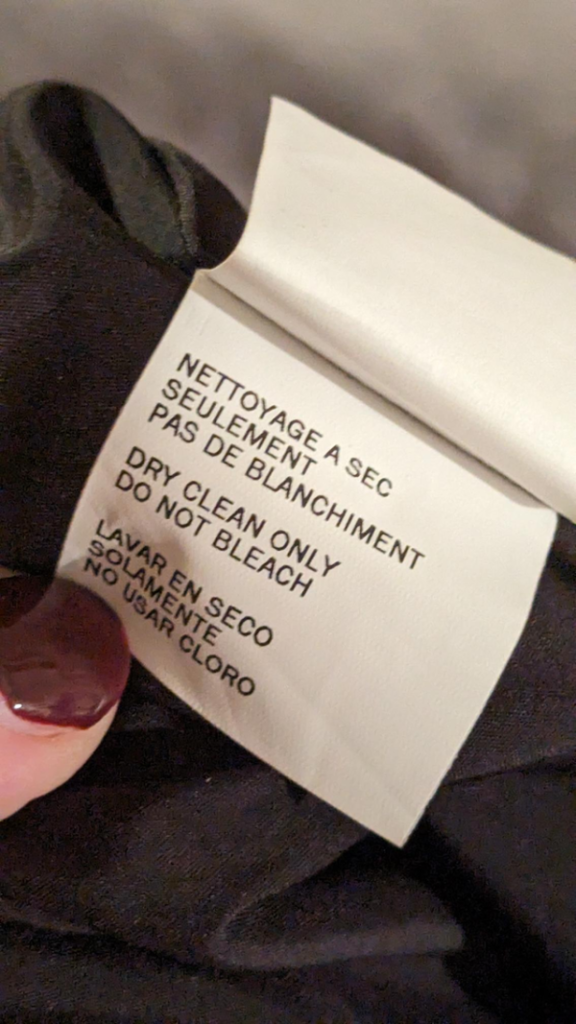 NETTOYAGE A SEC
SEULEMENT
PAS DE BLANCHIMENT
DRY CLEAN ONLY
DO NOT BLEACH
LAVAR EN SECO
SOLAMENTE
NO USAR CLORO